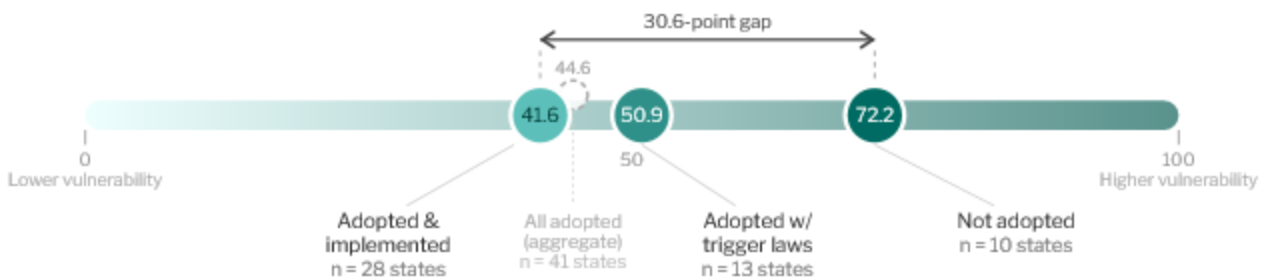 30.6-point gap
44.6
41.6
50.9
72.2
0
50
100
Lower vulnerability
Higher vulnerability
Adopted &
implemented
n = 28 states
All adopted
(aggregate)
n = 41 states
Adopted w/
trigger laws
n = 13 states
Not adopted
n = 10 states